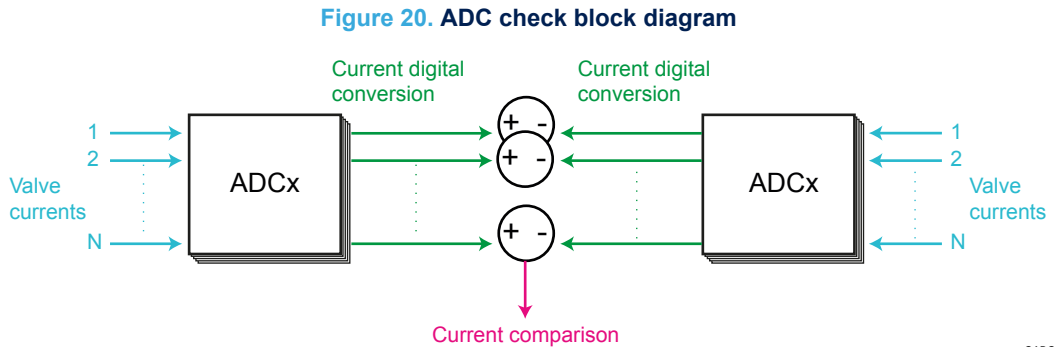 Figure 20. ADC check block diagram
Current digital
conversion
Current digital
conversion
1
2
Valve
currents
N
ADCx
+ -
+ -
+ -
ADCx
1
2
Valve
currents
N
Current comparison